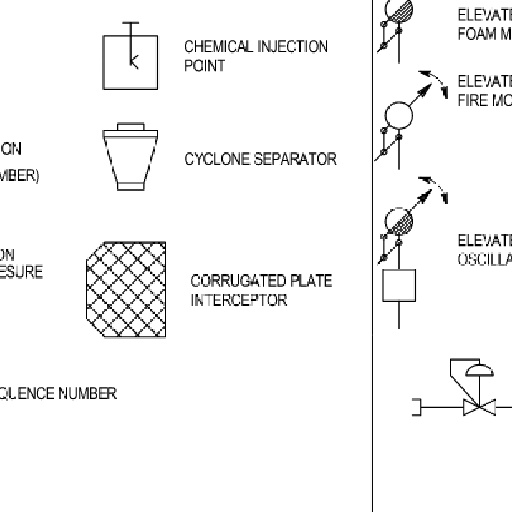 CHEMICAL INJECTION
POINT
CYCLONE SEPARATOR
CORRUGATED PLATE
INTERCEPTOR
ON
MBER)
ON
ESURE
QLENCE NUMBER
ELEVATE
FOAM M
ELEVATE
FIRE MO
ELEVATE
OSCILLA